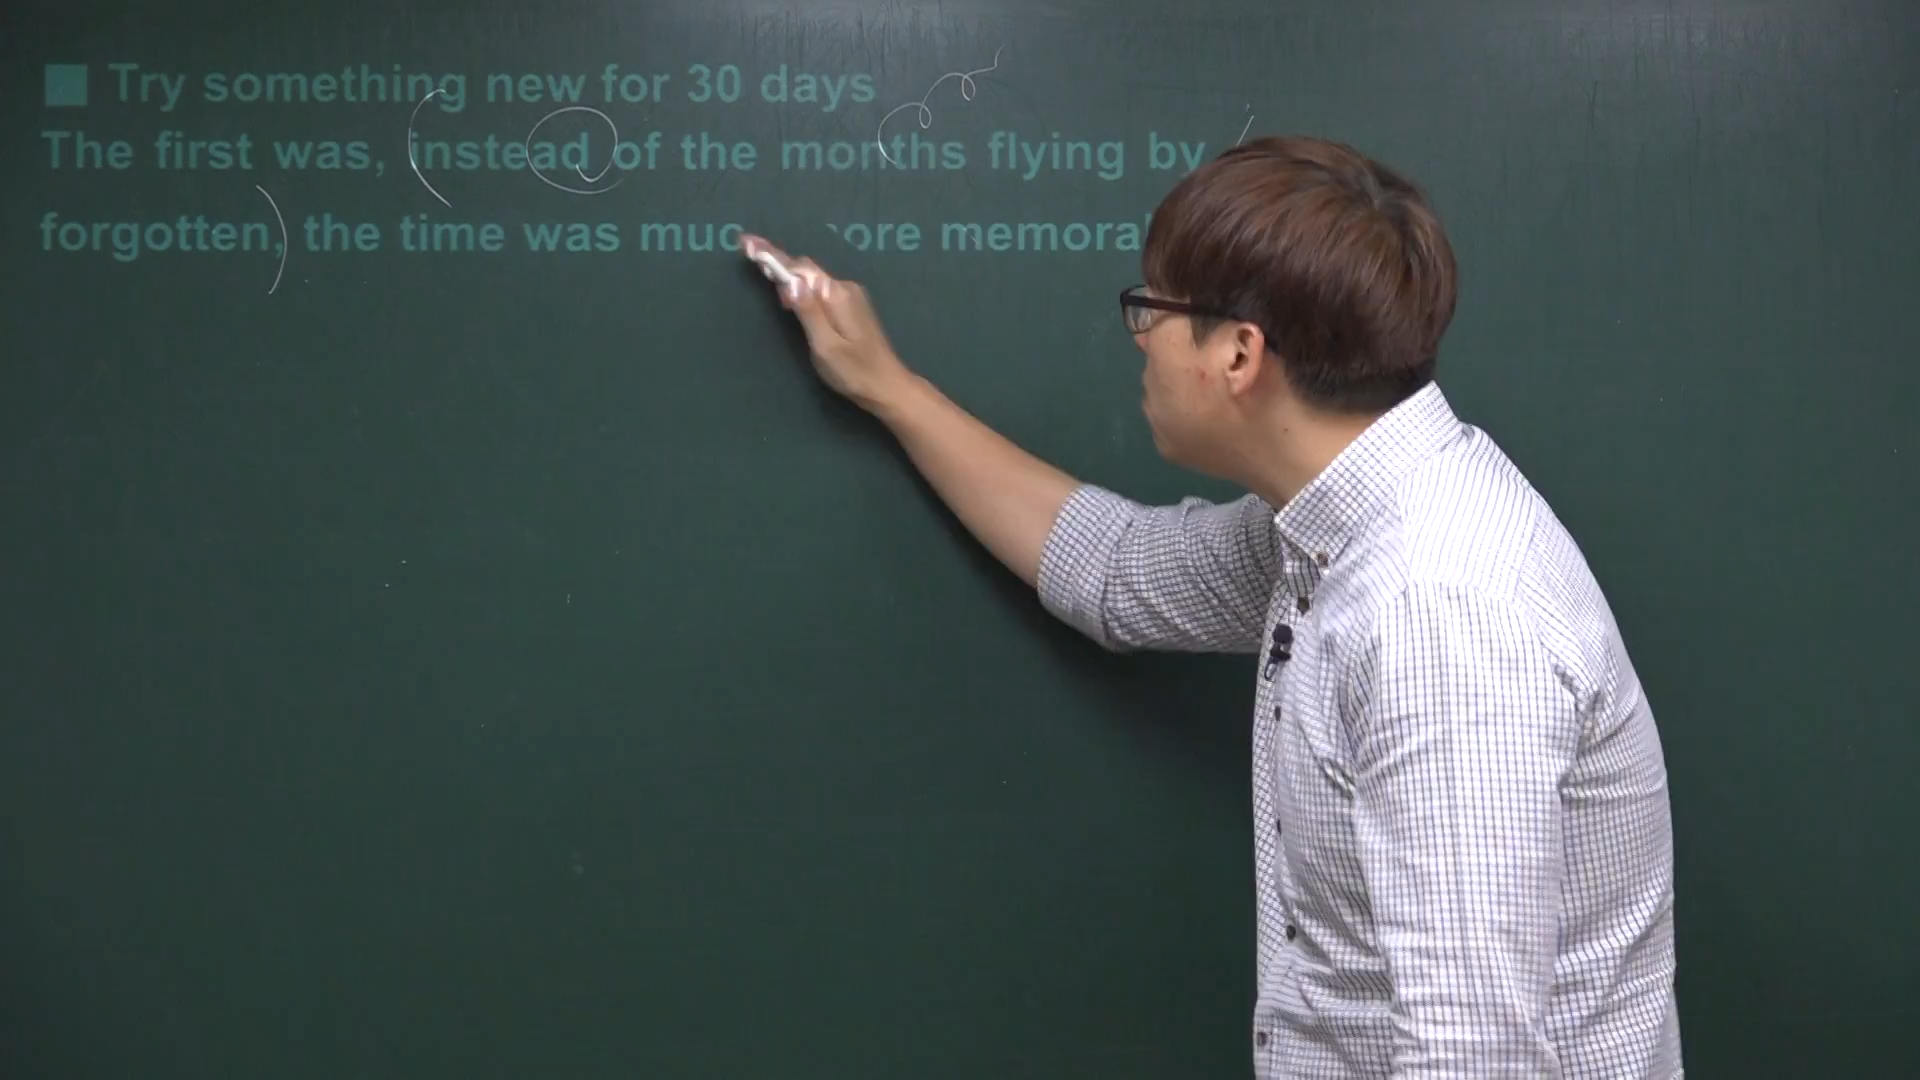 ■ Try something new for 30 days
The first was, instead of the months flying by
forgotten, the time was more